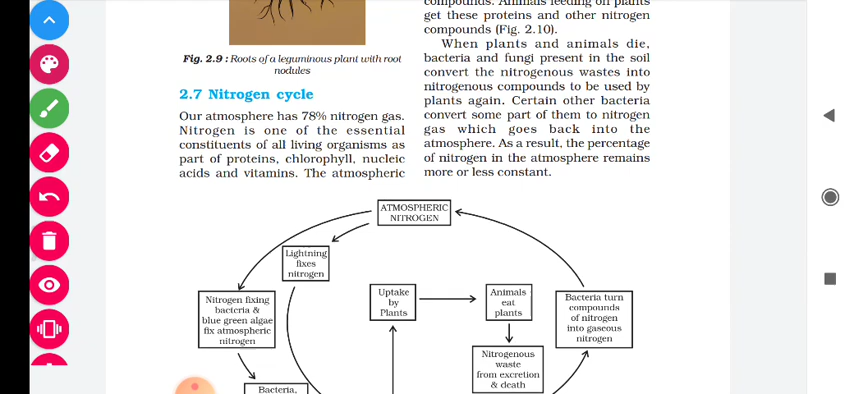 Fig. 2.9 : Roots of a leguminous plant with root
nodules
2.7 Nitrogen cycle
Our atmosphere has 78% nitrogen gas.
Nitrogen is one of the essential
constituents of all living organisms as
part of proteins, chlorophyll, nucleic
acids and vitamins. The atmospheric
compounds. Animals feeding on plants
get these proteins and other nitrogen
compounds (Fig. 2.10).
When plants and animals die,
bacteria and fungi present in the soil
convert the nitrogenous wastes into
nitrogenous compounds to be used by
plants again. Certain other bacteria
convert some part of them to nitrogen
gas which goes back into the
atmosphere. As a result, the percentage
of nitrogen in the atmosphere remains
more or less constant.
ATMOSPHERIC
NITROGEN
Lightning
fixes
nitrogen
Nitrogen fixing
bacteria &
blue green algae
fix atmospheric
nitrogen
Uptake
by
Plants
Animals
eat
plants
Bacteria turn
compounds
of nitrogen
into gaseous
nitrogen
Nitrogenous
waste
from excretion
& death
Bacteria,